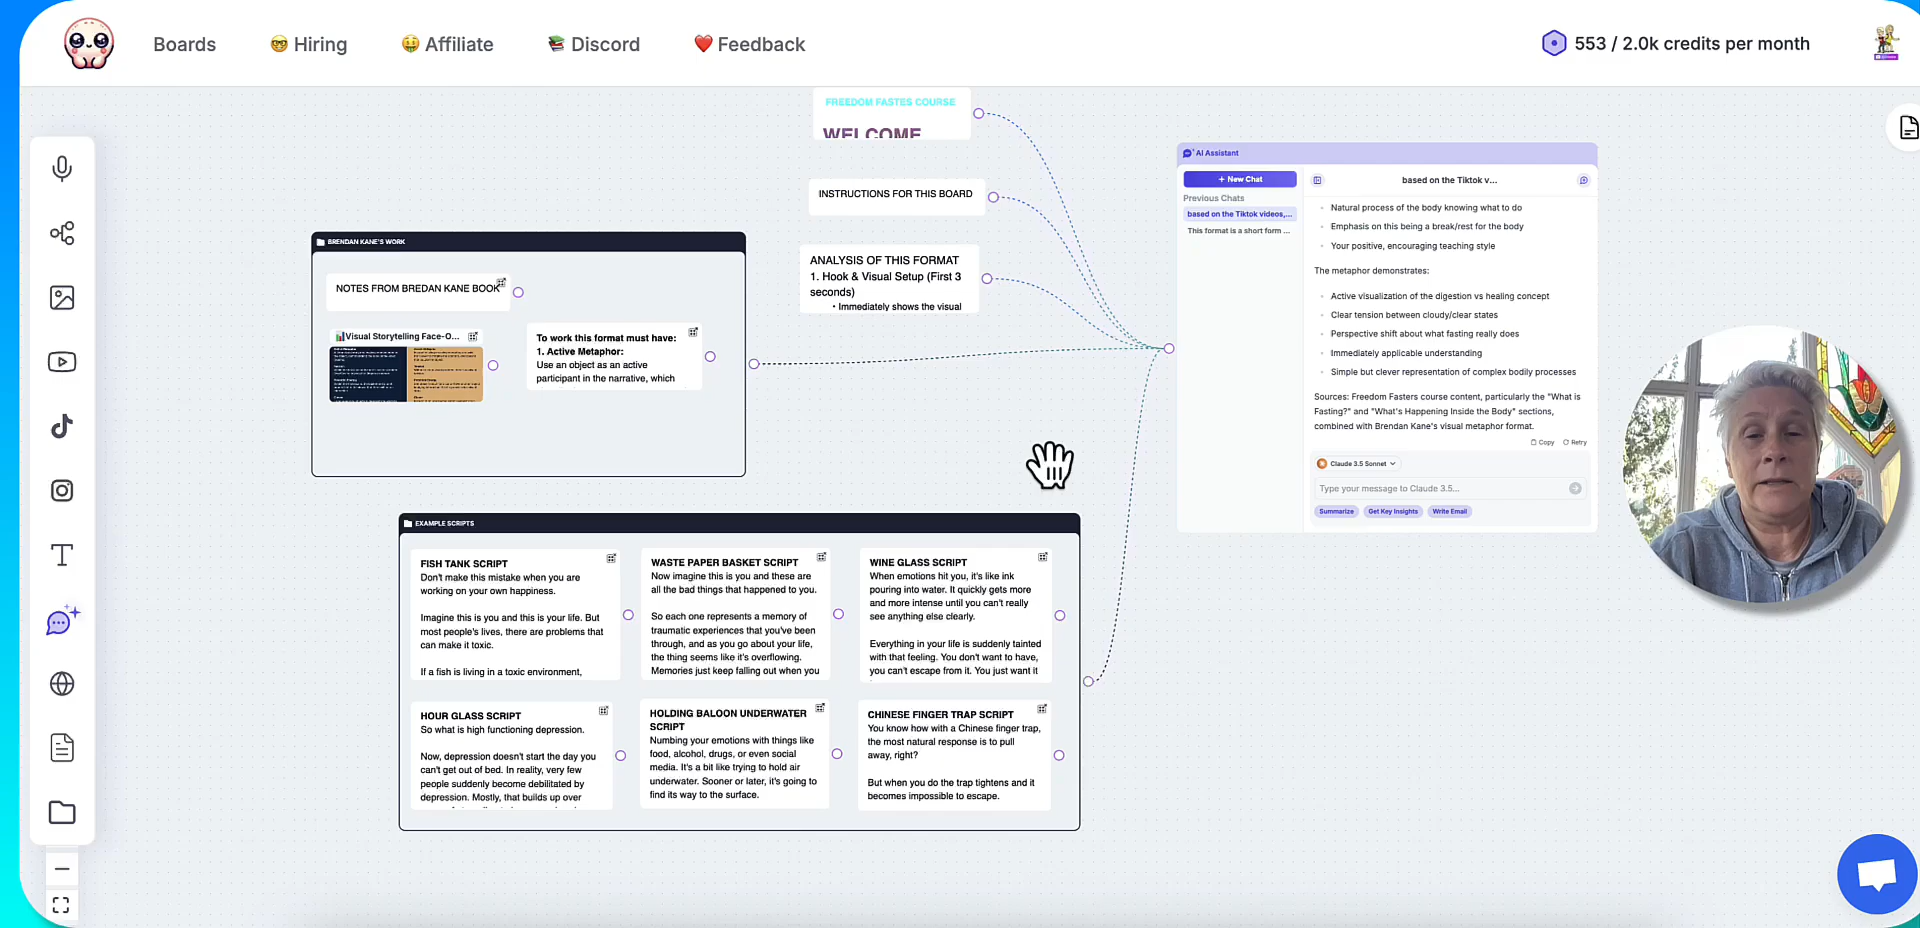 Boards
🤓 Hiring
🤑 Affiliate
📚 Discord
❤️ Feedback
553 / 2.0k credits per month
FREEDOM FASTES COURSE
WELCOME
INSTRUCTIONS FOR THIS BOARD
ANALYSIS OF THIS FORMAT
1. Hook & Visual Setup (First 3
seconds)
• Immediately shows the visual
BRENDAN KANE'S WORK
NOTES FROM BREDAN KANE BOOK
📊Visual Storytelling Face-O...
To work this format must have:
1. Active Metaphor:
Use an object as an active
participant in the narrative, which
EXAMPLE SCRIPTS
FISH TANK SCRIPT
Don't make this mistake when you are
working on your own happiness.
Imagine this is you and this is your life. But
most people's lives, there are problems that
can make it toxic.
If a fish is living in a toxic environment,
WASTE PAPER BASKET SCRIPT
Now imagine this is you and these are
all the bad things that happened to you.
So each one represents a memory of
traumatic experiences that you've been
through, and as you go about your life,
the thing seems like it's overflowing.
Memories just keep falling out when you
WINE GLASS SCRIPT
When emotions hit you, it's like ink
pouring into water. It quickly gets more
and more intense until you can't really
see anything else clearly.
Everything in your life is suddenly tainted
with that feeling. You don't want to have,
you can't escape from it. You just want it
HOUR GLASS SCRIPT
So what is high functioning depression.
Now, depression doesn't start the day you
can't get out of bed. In reality, very few
people suddenly become debilitated by
depression. Mostly, that builds up over
HOLDING BALOON UNDERWATER
SCRIPT
Numbing your emotions with things like
food, alcohol, drugs, or even social
media. It's a bit like trying to hold air
underwater. Sooner or later, it's going to
find its way to the surface.
CHINESE FINGER TRAP SCRIPT
You know how with a Chinese finger trap,
the most natural response is to pull
away, right?
But when you do the trap tightens and it
becomes impossible to escape.
AI Assistant
+ New Chat
Previous Chats
based on the Tiktok videos,...
This format is a short form ...
based on the Tiktok v...
Natural process of the body knowing what to do
Emphasis on this being a break/rest for the body
Your positive, encouraging teaching style
The metaphor demonstrates:
Active visualization of the digestion vs healing concept
Clear tension between cloudy/clear states
Perspective shift about what fasting really does
Immediately applicable understanding
Simple but clever representation of complex bodily processes
Sources: Freedom Fasters course content, particularly the "What is
Fasting?" and "What's Happening Inside the Body" sections,
combined with Brendan Kane's visual metaphor format.
Copy
Retry
Claude 3.5 Sonnet
Type your message to Claude 3.5...
Summarize
Get Key Insights
Write Email